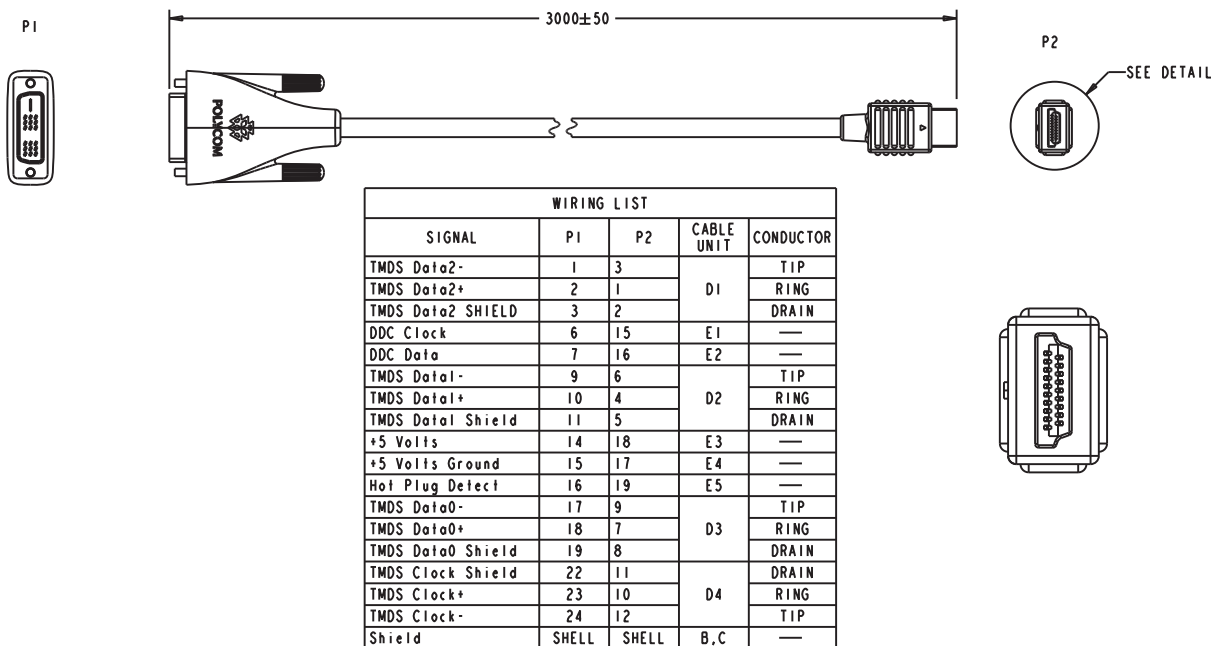 P1
3000±50
P2
SEE DETAIL
POLYCOM
WIRING LIST
SIGNAL P1 P2 CABLE UNIT CONDUCTOR
TMDS Data2- 1 3 D1 TIP
TMDS Data2+ 2 1 RING
TMDS Data2 SHIELD 3 2 DRAIN
DDC Clock 6 15 E1 —
DDC Data 7 16 E2 —
TMDS Data1- 9 6 D2 TIP
TMDS Data1+ 10 4 RING
TMDS Data1 Shield 11 5 DRAIN
+5 Volts 14 18 E3 —
+5 Volts Ground 15 17 E4 —
Hot Plug Detect 16 19 E5 —
TMDS Data0- 17 9 D3 TIP
TMDS Data0+ 18 7 RING
TMDS Data0 Shield 19 8 DRAIN
TMDS Clock Shield 22 11 D4 DRAIN
TMDS Clock+ 23 10 RING
TMDS Clock- 24 12 TIP
Shield SHELL SHELL B,C —